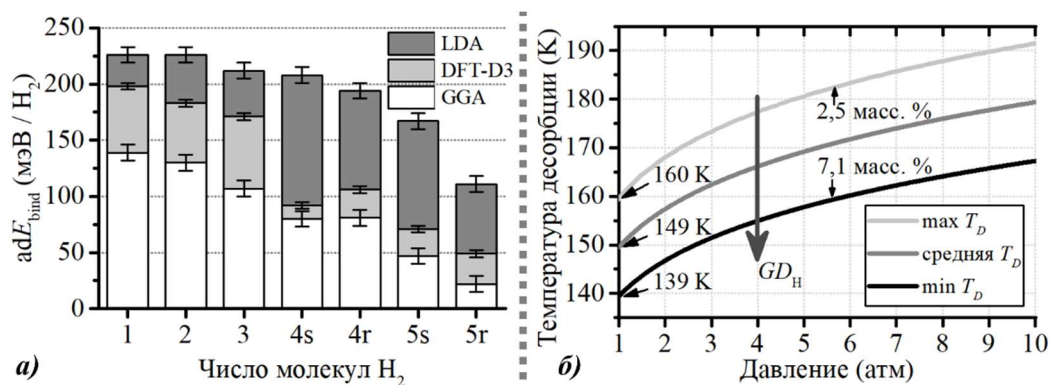 250
200
150
100
50
0
adE_bind (мэВ / H₂)
LDA
DFT-D3
GGA
1 2 3 4s 4r 5s 5r
Число молекул H₂
а)
190
180
170
160
150
140
Температура десорбции (К)
2,5 масс. %
7,1 масс. %
160 К
149 К
139 К
GD_H
max T_D
средняя T_D
min T_D
1 2 3 4 5 6 7 8 9 10
Давление (атм)
б)